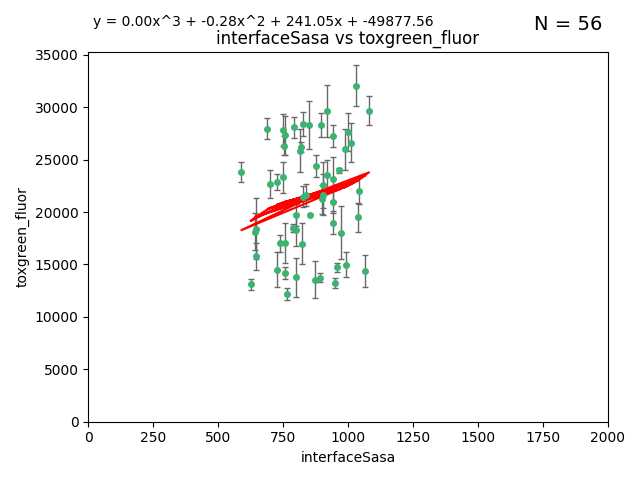 y = 0.00x^3 + -0.28x^2 + 241.05x + -49877.56
N = 56
interfaceSasa vs toxgreen_fluor
35000
30000
25000
20000
15000
10000
5000
0
toxgreen_fluor
0 250 500 750 1000 1250 1500 1750 2000
interfaceSasa